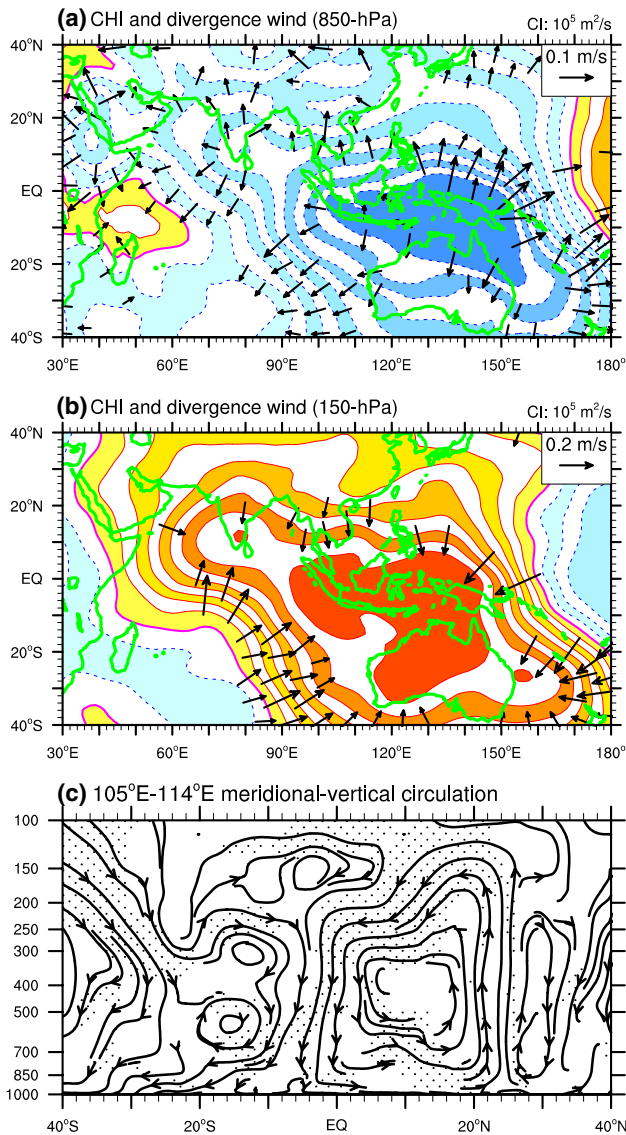 (a) CHI and divergence wind (850-hPa) CI: 10⁵ m²/s
40°N
0.1 m/s
20°N
EQ
20°S
40°S
30°E 60°E 90°E 120°E 150°E 180°
(b) CHI and divergence wind (150-hPa) CI: 10⁵ m²/s
40°N
0.2 m/s
20°N
EQ
20°S
40°S
30°E 60°E 90°E 120°E 150°E 180°
(c) 105°E-114°E meridional-vertical circulation
100
150
200
250
300
400
500
700
850
1000
40°S 20°S EQ 20°N 40°N